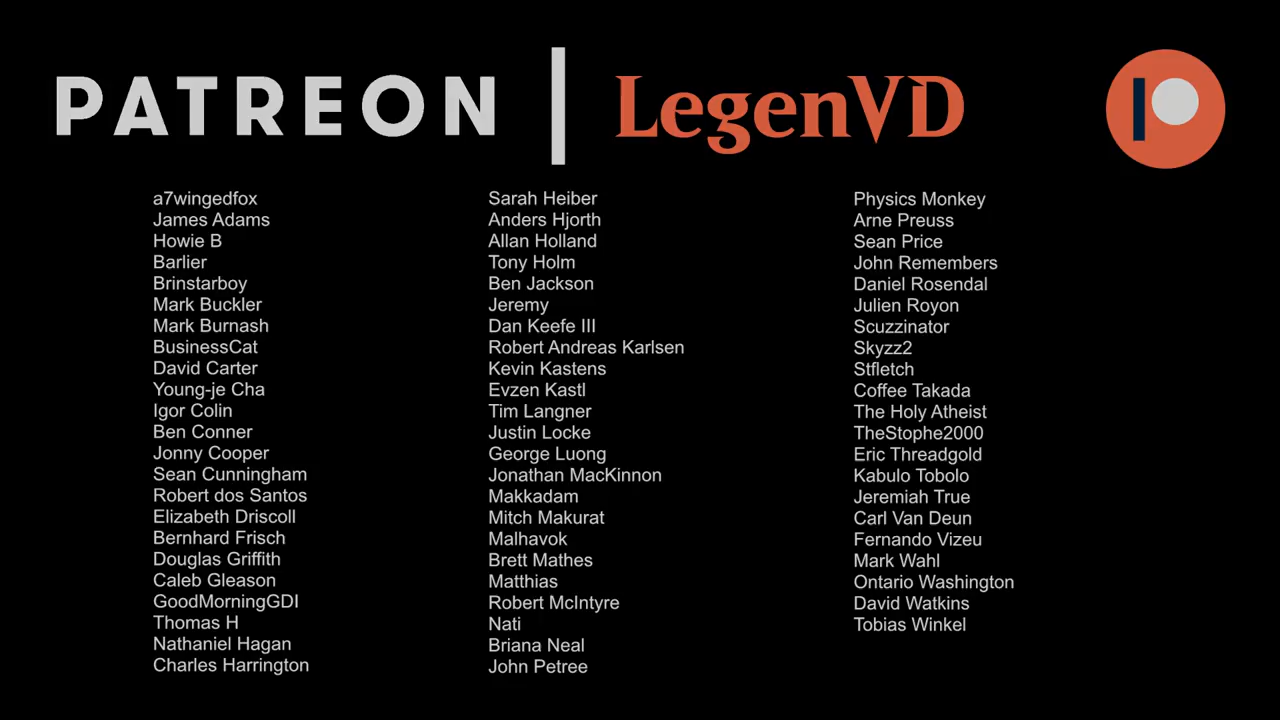 PATREON | LegenVD
a7wingedfox
James Adams
Howie B
Barlier
Brinstarboy
Mark Buckler
Mark Burnash
BusinessCat
David Carter
Young-je Cha
Igor Colin
Ben Conner
Jonny Cooper
Sean Cunningham
Robert dos Santos
Elizabeth Driscoll
Bernhard Frisch
Douglas Griffith
Caleb Gleason
GoodMorningGDI
Thomas H
Nathaniel Hagan
Charles Harrington
Sarah Heiber
Anders Hjorth
Allan Holland
Tony Holm
Ben Jackson
Jeremy
Dan Keefe III
Robert Andreas Karlsen
Kevin Kastens
Evzen Kastl
Tim Langner
Justin Locke
George Luong
Jonathan MacKinnon
Makkadam
Mitch Makurat
Malhavok
Brett Mathes
Matthias
Robert McIntyre
Nati
Briana Neal
John Petree
Physics Monkey
Arne Preuss
Sean Price
John Remembers
Daniel Rosendal
Julien Royon
Scuzzinator
Skyzz2
Stfletch
Coffee Takada
The Holy Atheist
TheStophe2000
Eric Threadgold
Kabulo Tobolo
Jeremiah True
Carl Van Deun
Fernando Vizeu
Mark Wahl
Ontario Washington
David Watkins
Tobias Winkel